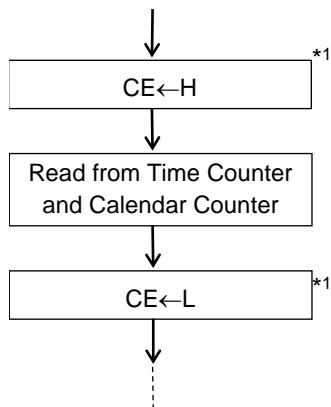 *1
CE←H
Read from Time Counter
and Calendar Counter
*1
CE←L